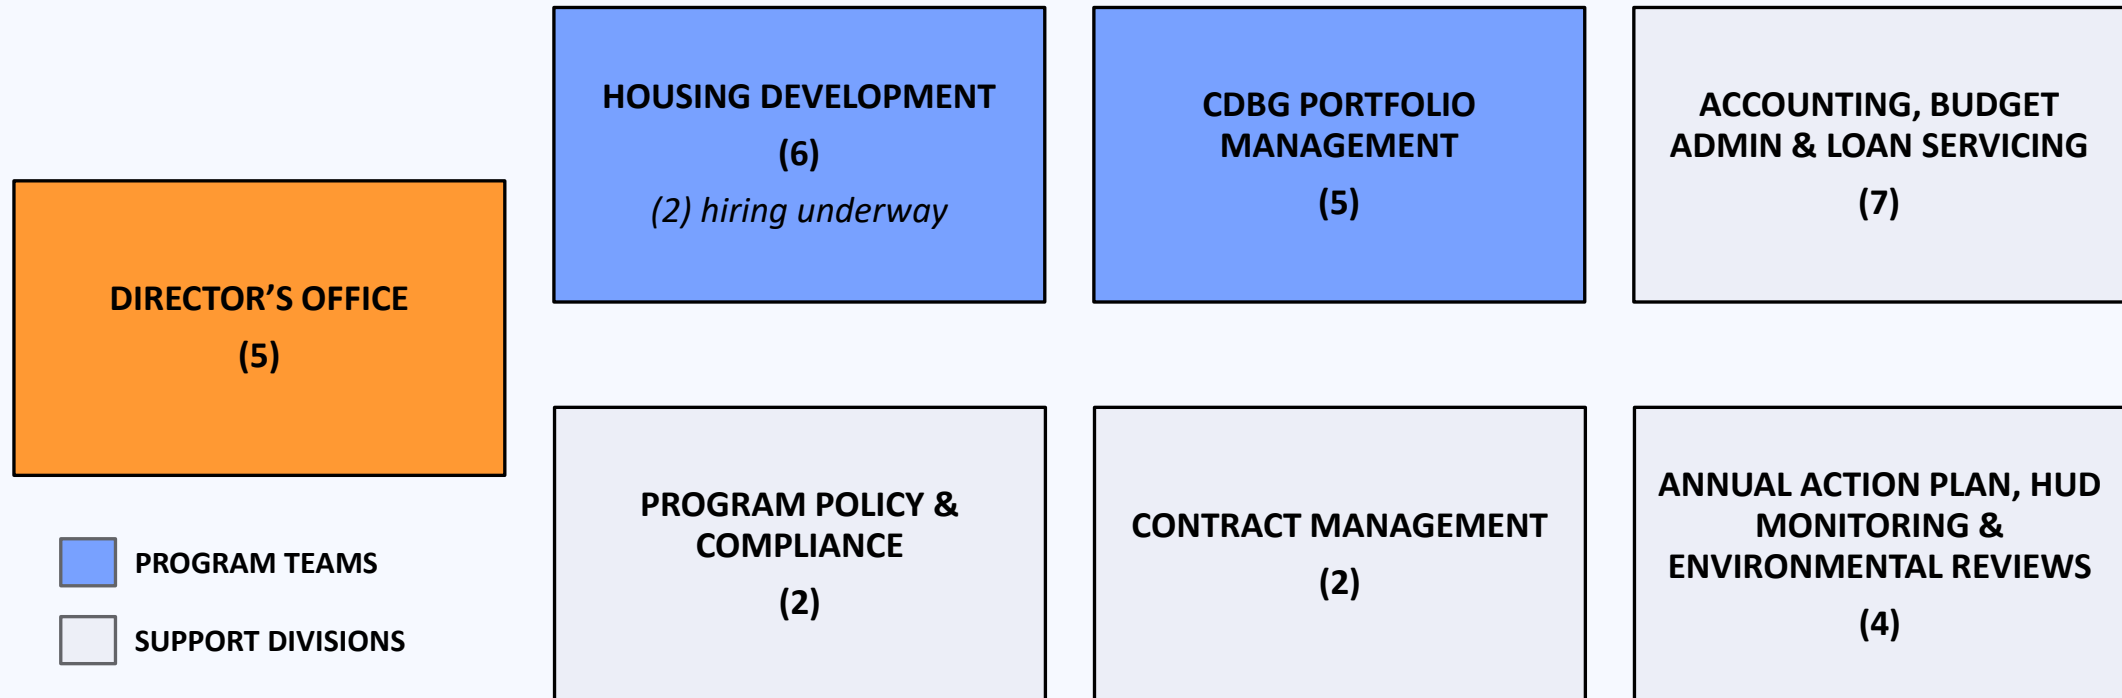 DIRECTOR’S OFFICE
(5)
HOUSING DEVELOPMENT
(6)
(2) hiring underway
CDBG PORTFOLIO
MANAGEMENT
(5)
ACCOUNTING, BUDGET
ADMIN & LOAN SERVICING
(7)
PROGRAM POLICY &
COMPLIANCE
(2)
CONTRACT MANAGEMENT
(2)
ANNUAL ACTION PLAN, HUD
MONITORING &
ENVIRONMENTAL REVIEWS
(4)
PROGRAM TEAMS
SUPPORT DIVISIONS